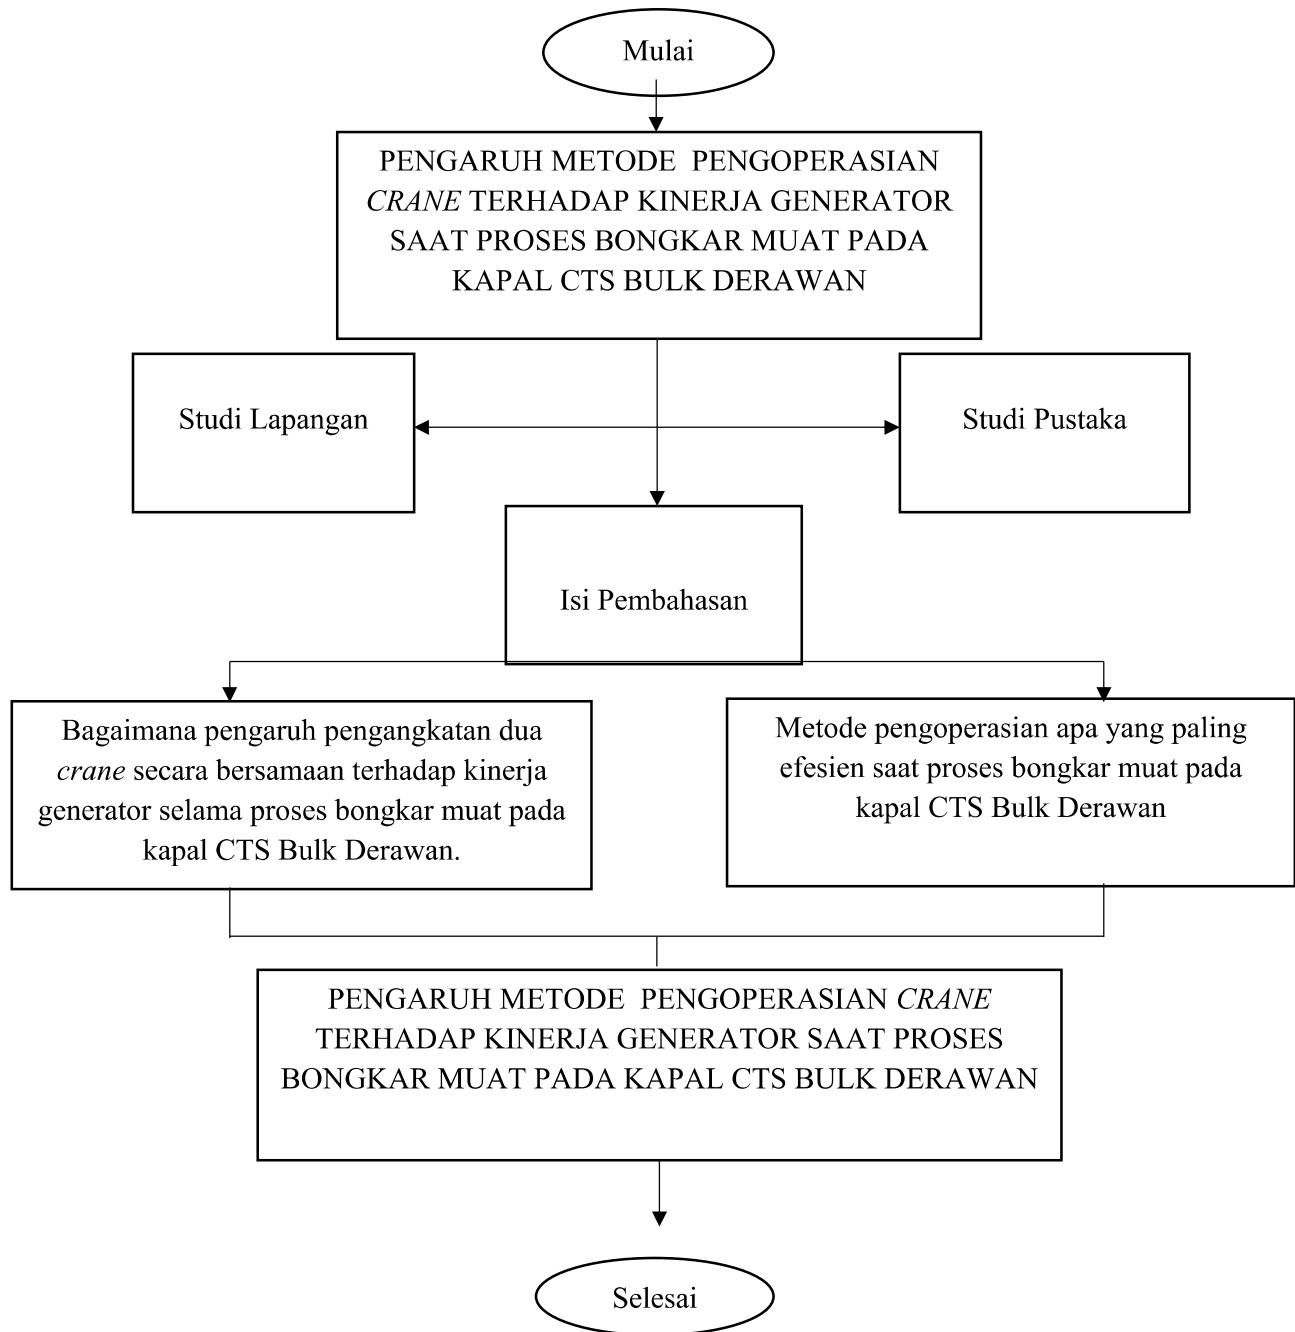 Mulai
PENGARUH METODE PENGOPERASIAN
CRANE TERHADAP KINERJA GENERATOR
SAAT PROSES BONGKAR MUAT PADA
KAPAL CTS BULK DERAWAN
Studi Lapangan
Studi Pustaka
Isi Pembahasan
Bagaimana pengaruh pengangkatan dua
crane secara bersamaan terhadap kinerja
generator selama proses bongkar muat pada
kapal CTS Bulk Derawan.
Metode pengoperasian apa yang paling
efesien saat proses bongkar muat pada
kapal CTS Bulk Derawan
PENGARUH METODE PENGOPERASIAN CRANE
TERHADAP KINERJA GENERATOR SAAT PROSES
BONGKAR MUAT PADA KAPAL CTS BULK DERAWAN
Selesai